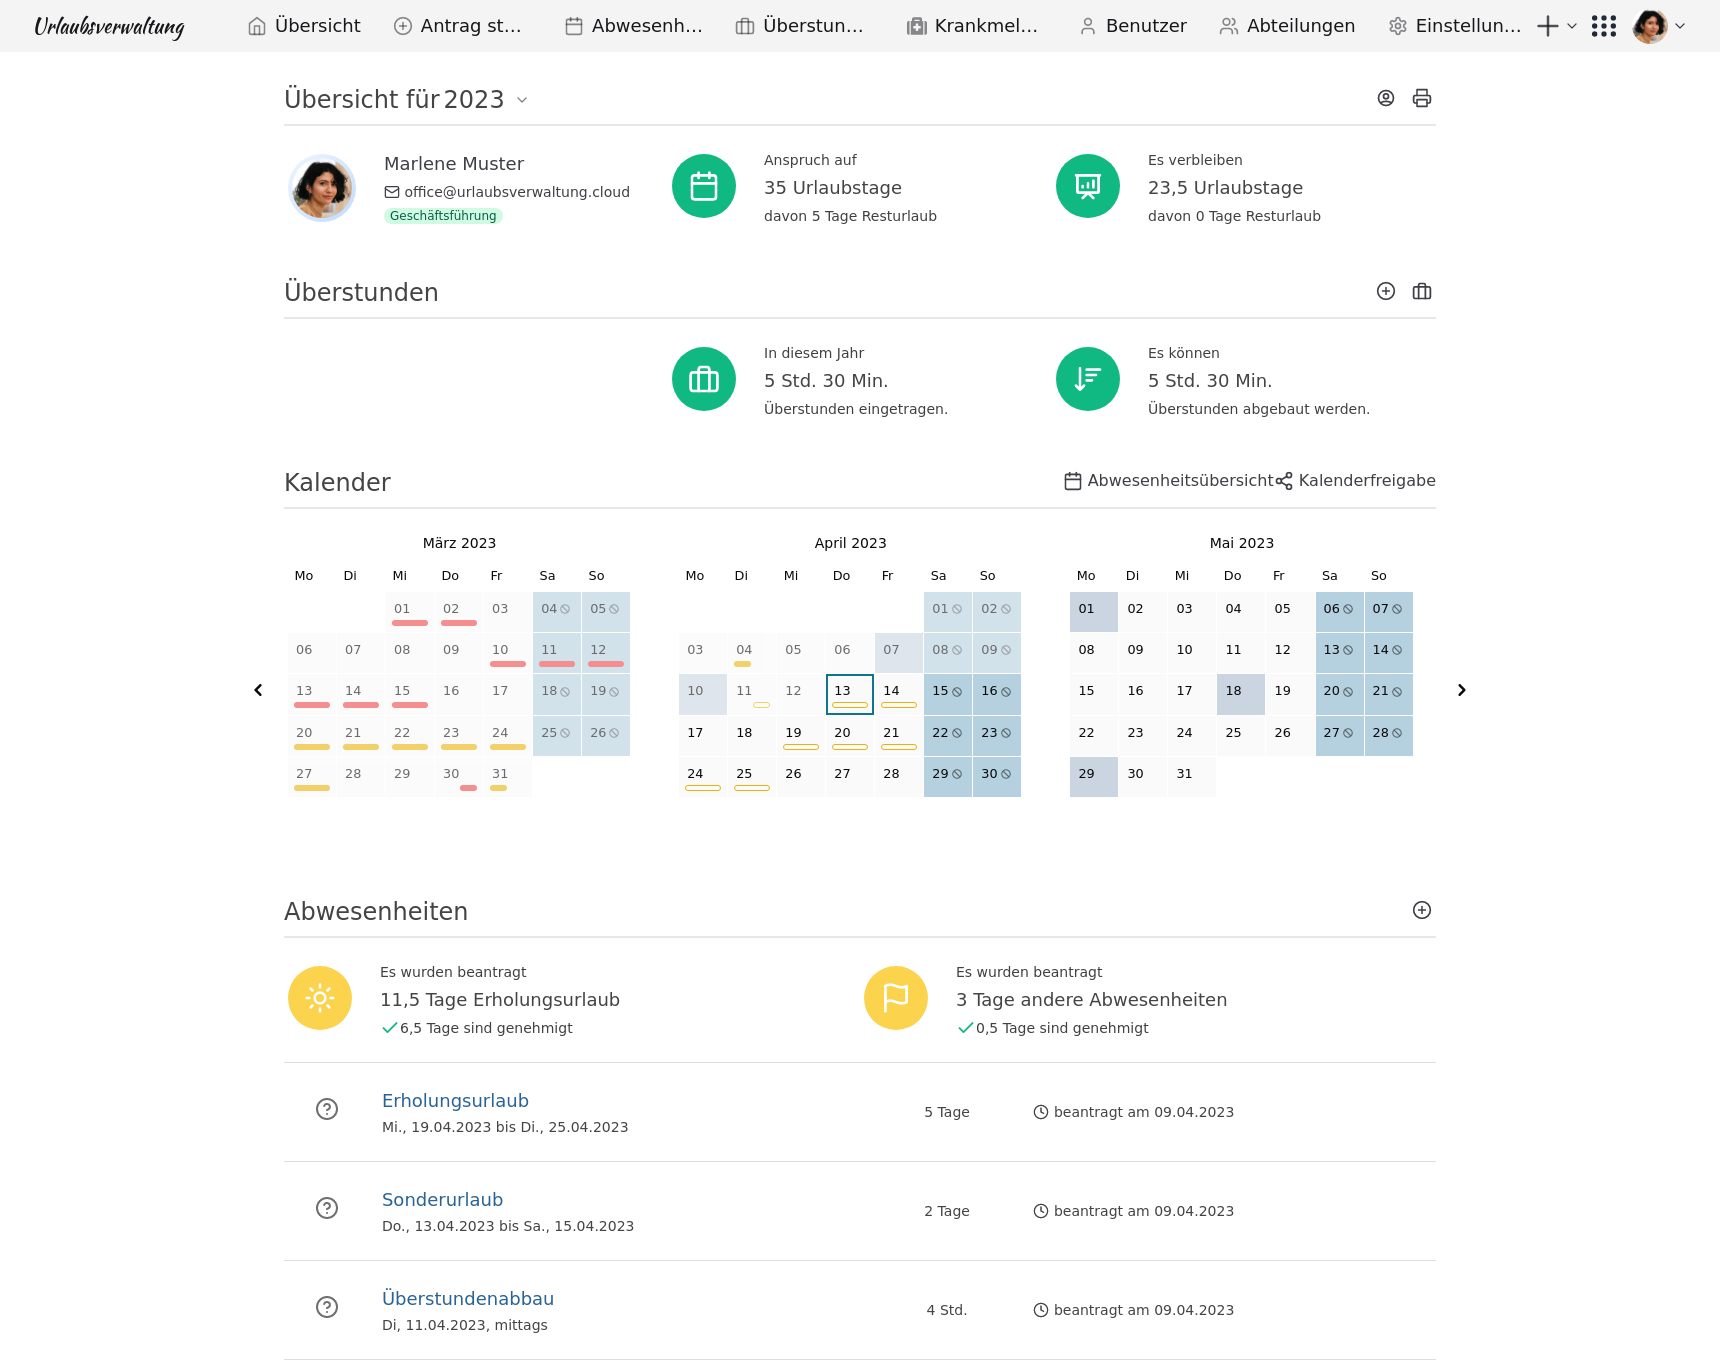 Urlaubsverwaltung Übersicht Antrag st… Abwesenh… Überstun… Krankmel… Benutzer Abteilungen Einstellun…
Übersicht für 2023
Marlene Muster
office@urlaubsverwaltung.cloud
Geschäftsführung
Anspruch auf
35 Urlaubstage
davon 5 Tage Resturlaub
Es verbleiben
23,5 Urlaubstage
davon 0 Tage Resturlaub
Überstunden
In diesem Jahr
5 Std. 30 Min.
Überstunden eingetragen.
Es können
5 Std. 30 Min.
Überstunden abgebaut werden.
Kalender
Abwesenheitsübersicht Kalenderfreigabe
März 2023
Mo Di Mi Do Fr Sa So
01 02 03 04 05
06 07 08 09 10 11 12
13 14 15 16 17 18 19
20 21 22 23 24 25 26
27 28 29 30 31
April 2023
Mo Di Mi Do Fr Sa So
01 02
03 04 05 06 07 08 09
10 11 12 13 14 15 16
17 18 19 20 21 22 23
24 25 26 27 28 29 30
Mai 2023
Mo Di Mi Do Fr Sa So
01 02 03 04 05 06 07
08 09 10 11 12 13 14
15 16 17 18 19 20 21
22 23 24 25 26 27 28
29 30 31
Abwesenheiten
Es wurden beantragt
11,5 Tage Erholungsurlaub
6,5 Tage sind genehmigt
Es wurden beantragt
3 Tage andere Abwesenheiten
0,5 Tage sind genehmigt
Erholungsurlaub
Mi., 19.04.2023 bis Di., 25.04.2023
5 Tage
beantragt am 09.04.2023
Sonderurlaub
Do., 13.04.2023 bis Sa., 15.04.2023
2 Tage
beantragt am 09.04.2023
Überstundenabbau
Di, 11.04.2023, mittags
4 Std.
beantragt am 09.04.2023